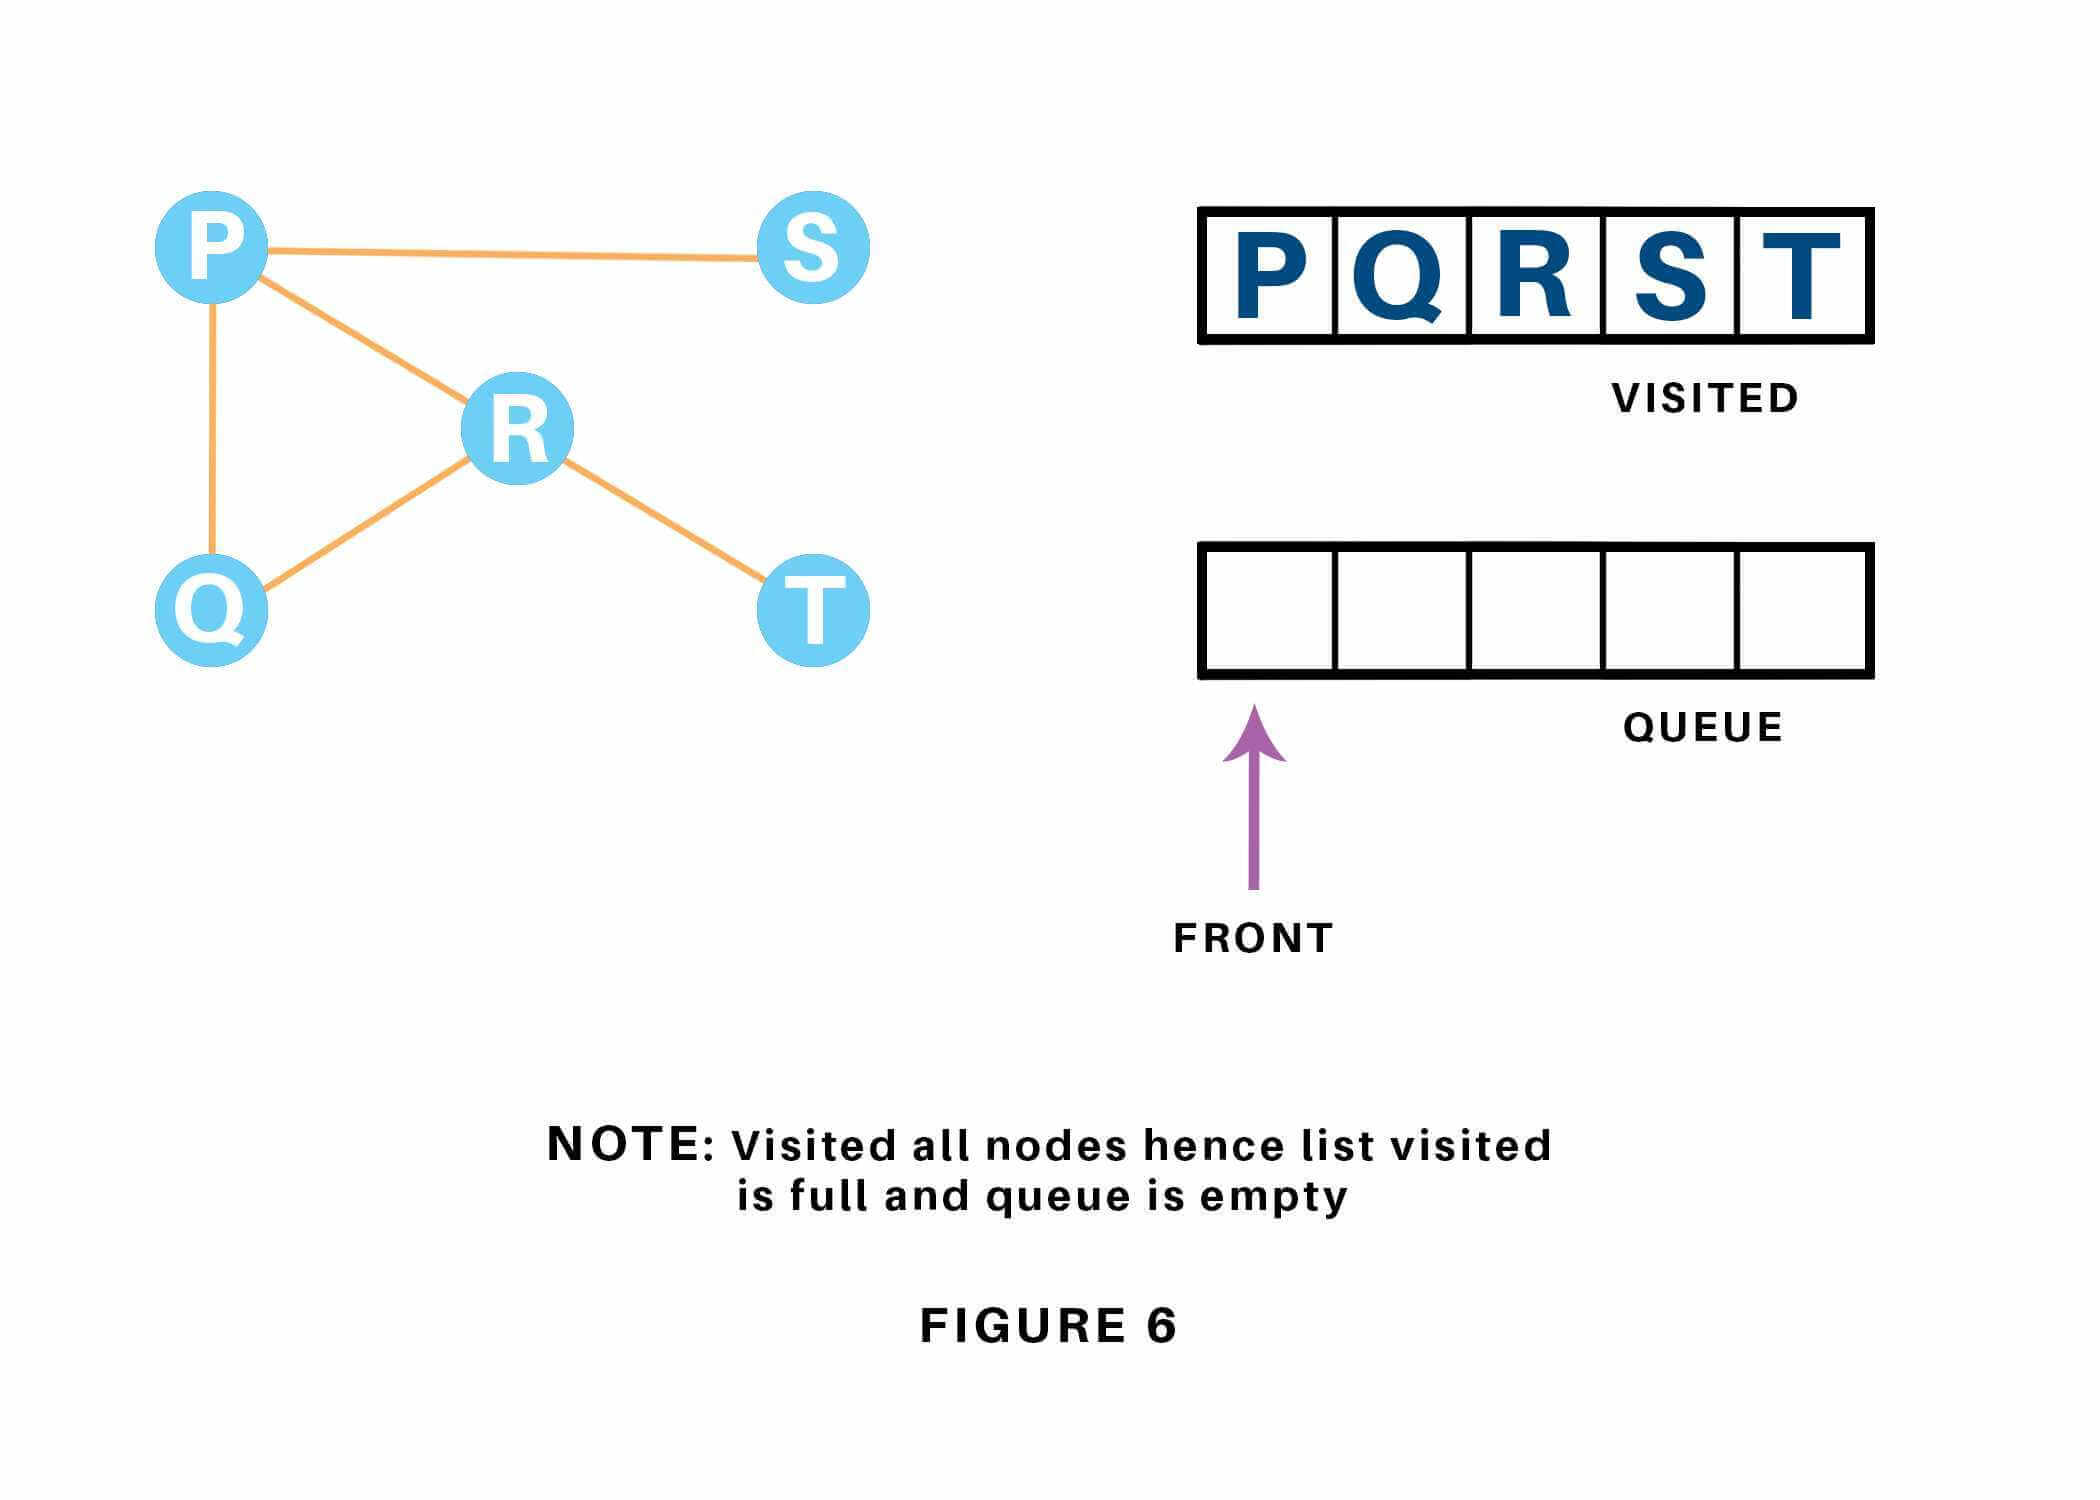 P
S
R
Q
T
P Q R S T
VISITED
QUEUE
FRONT
NOTE: Visited all nodes hence list visited
is full and queue is empty
FIGURE 6